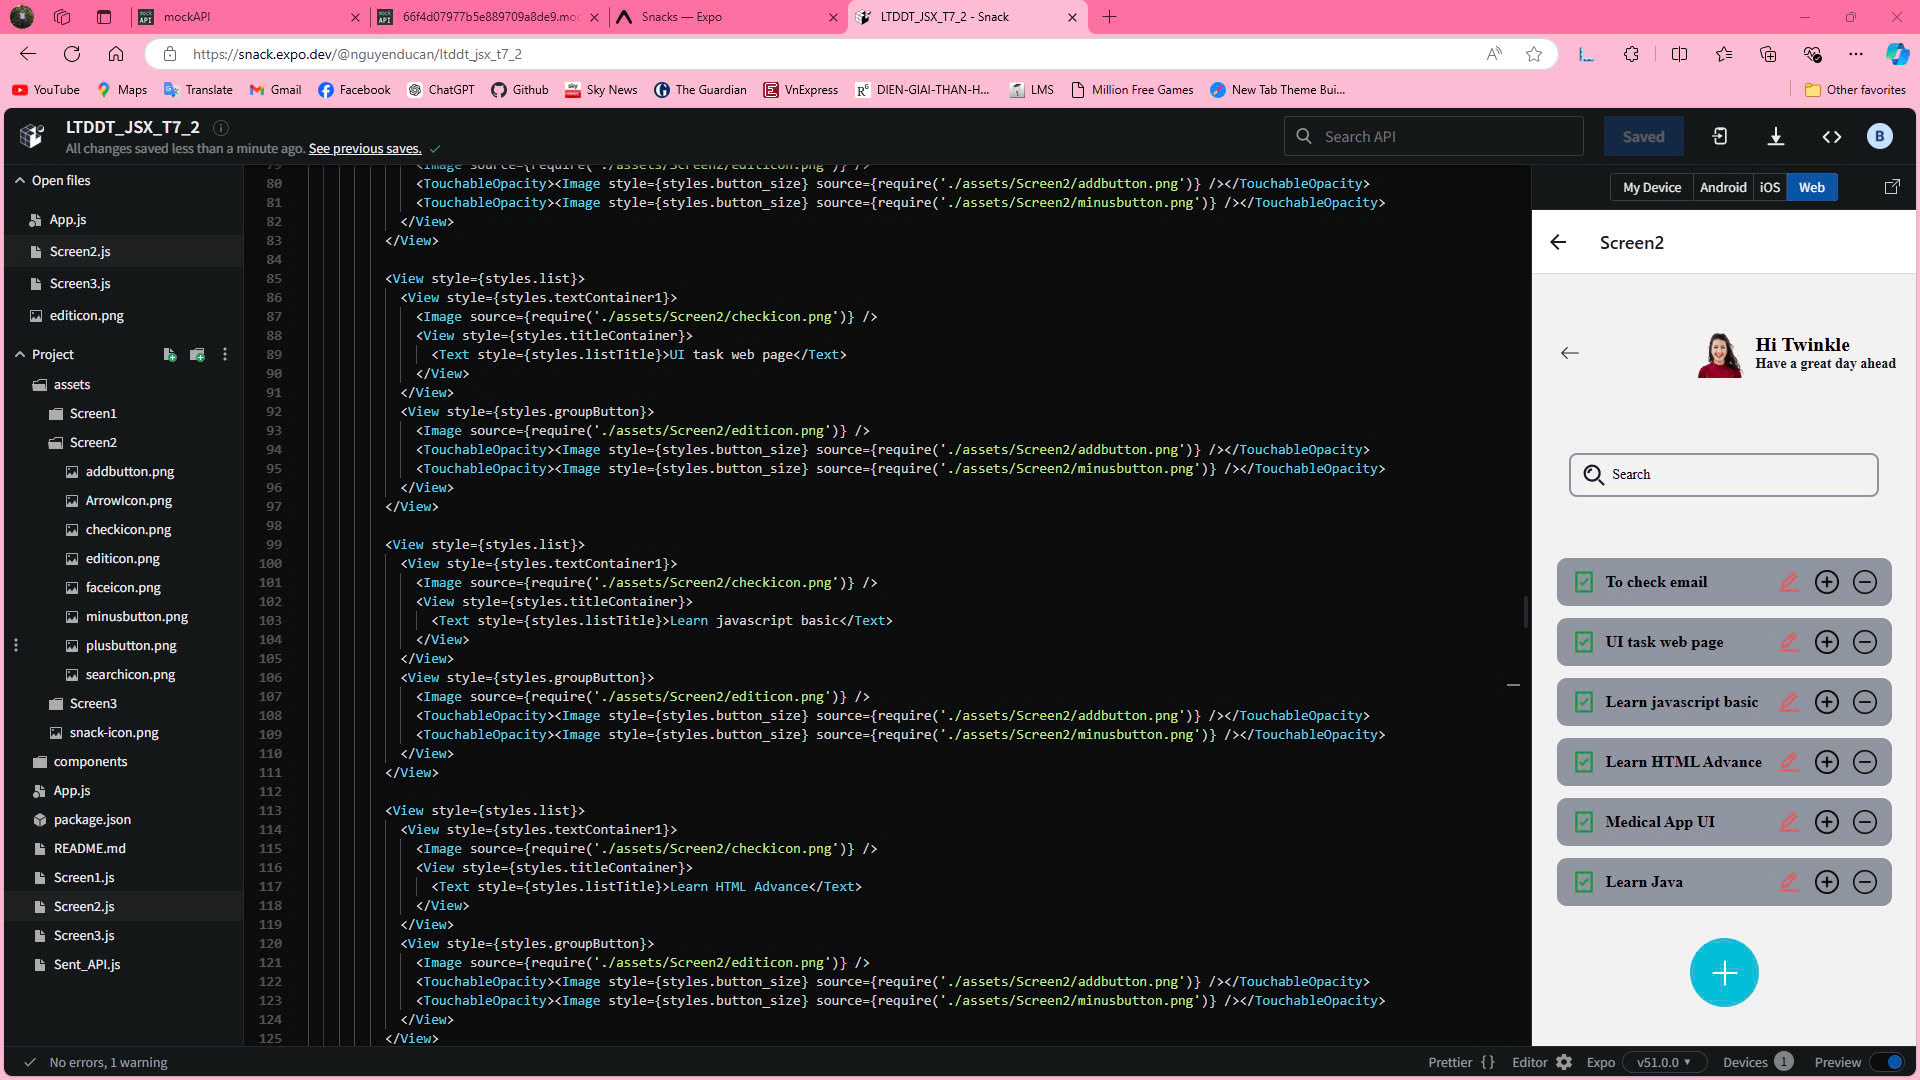 mockAPI
66f4d07977b5e889709a8de9.mo
Snacks — Expo
LTDDT_JSX_T7_2 - Snack
https://snack.expo.dev/@nguyenducan/ltddt_jsx_t7_2
YouTube
Maps
Translate
Gmail
Facebook
ChatGPT
Github
Sky News
The Guardian
VnExpress
DIEN-GIAI-THAN-H...
LMS
Million Free Games
New Tab Theme Bui...
Other favorites
LTDDT_JSX_T7_2
All changes saved less than a minute ago. See previous saves.
Search API
Saved
B
Open files
App.js
Screen2.js
Screen3.js
editicon.png
Project
assets
Screen1
Screen2
addbutton.png
ArrowIcon.png
checkicon.png
editicon.png
faceicon.png
minusbutton.png
plusbutton.png
searchicon.png
Screen3
snack-icon.png
components
App.js
package.json
README.md
Screen1.js
Screen2.js
Screen3.js
Sent_API.js
79 <Image source={require('./assets/Screen2/editicon.png')} />
80 <TouchableOpacity><Image style={styles.button_size} source={require('./assets/Screen2/addbutton.png')} /></TouchableOpacity>
81 <TouchableOpacity><Image style={styles.button_size} source={require('./assets/Screen2/minusbutton.png')} /></TouchableOpacity>
82 </View>
83 </View>
84
85 <View style={styles.list}>
86 <View style={styles.textContainer1}>
87 <Image source={require('./assets/Screen2/checkicon.png')} />
88 <View style={styles.titleContainer}>
89 <Text style={styles.listTitle}>UI task web page</Text>
90 </View>
91 </View>
92 <View style={styles.groupButton}>
93 <Image source={require('./assets/Screen2/editicon.png')} />
94 <TouchableOpacity><Image style={styles.button_size} source={require('./assets/Screen2/addbutton.png')} /></TouchableOpacity>
95 <TouchableOpacity><Image style={styles.button_size} source={require('./assets/Screen2/minusbutton.png')} /></TouchableOpacity>
96 </View>
97 </View>
98
99 <View style={styles.list}>
100 <View style={styles.textContainer1}>
101 <Image source={require('./assets/Screen2/checkicon.png')} />
102 <View style={styles.titleContainer}>
103 <Text style={styles.listTitle}>Learn javascript basic</Text>
104 </View>
105 </View>
106 <View style={styles.groupButton}>
107 <Image source={require('./assets/Screen2/editicon.png')} />
108 <TouchableOpacity><Image style={styles.button_size} source={require('./assets/Screen2/addbutton.png')} /></TouchableOpacity>
109 <TouchableOpacity><Image style={styles.button_size} source={require('./assets/Screen2/minusbutton.png')} /></TouchableOpacity>
110 </View>
111 </View>
112
113 <View style={styles.list}>
114 <View style={styles.textContainer1}>
115 <Image source={require('./assets/Screen2/checkicon.png')} />
116 <View style={styles.titleContainer}>
117 <Text style={styles.listTitle}>Learn HTML Advance</Text>
118 </View>
119 </View>
120 <View style={styles.groupButton}>
121 <Image source={require('./assets/Screen2/editicon.png')} />
122 <TouchableOpacity><Image style={styles.button_size} source={require('./assets/Screen2/addbutton.png')} /></TouchableOpacity>
123 <TouchableOpacity><Image style={styles.button_size} source={require('./assets/Screen2/minusbutton.png')} /></TouchableOpacity>
124 </View>
125 </View>
My Device
Android
iOS
Web
Screen2
Hi Twinkle
Have a great day ahead
Search
To check email
UI task web page
Learn javascript basic
Learn HTML Advance
Medical App UI
Learn Java
No errors, 1 warning
Prettier { }
Editor
Expo
v51.0.0
Devices 1
Preview